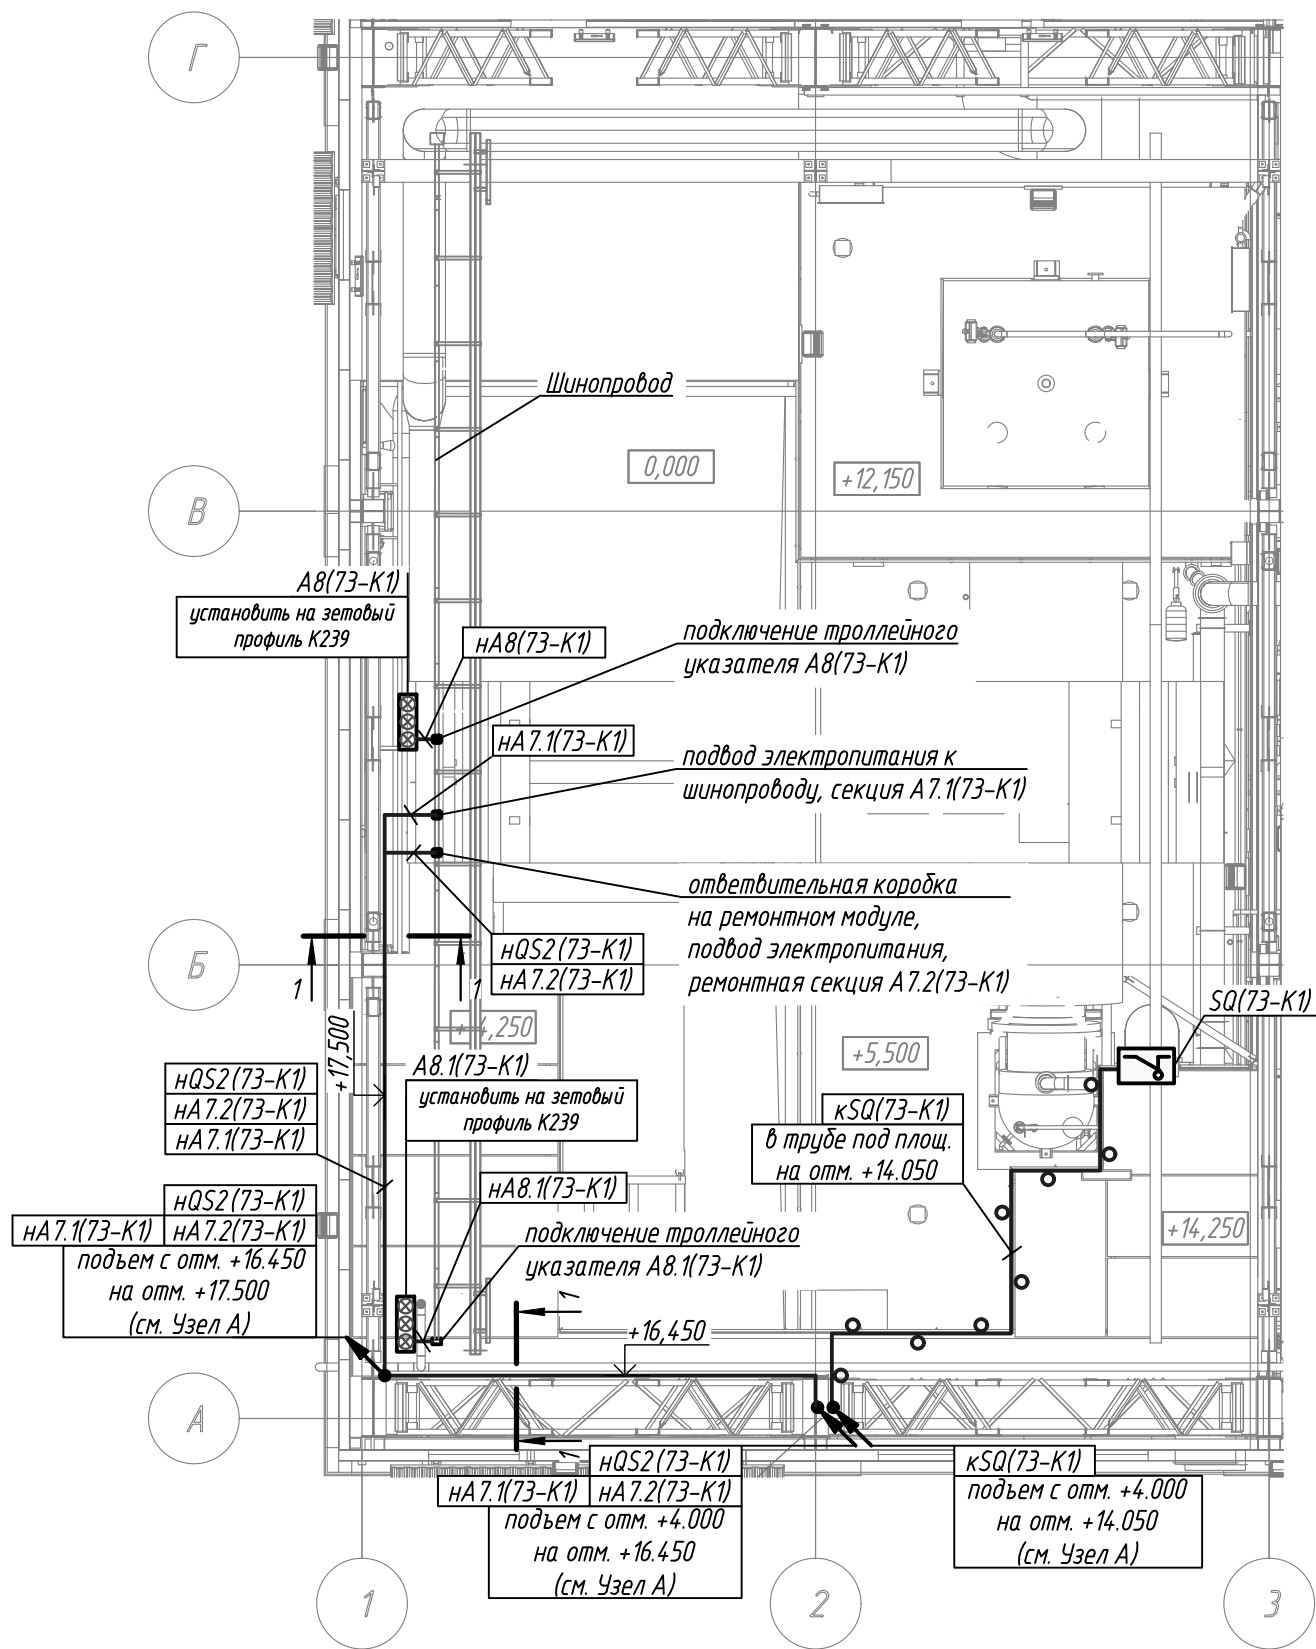 Г
Шинопровод
0,000
+12,150
В
А8(73-К1)
установить на зетовый
профиль К239
нА8(73-К1)
подключение троллейного
указателя А8(73-К1)
нА7.1(73-К1)
подвод электропитания к
шинопроводу, секция А7.1(73-К1)
ответвительная коробка
на ремонтном модуле,
подвод электропитания,
ремонтная секция А7.2(73-К1)
нQS2(73-К1)
нА7.2(73-К1)
Б
1
1
SQ(73-К1)
+17,500
+14,250
+5,500
нQS2(73-К1)
нА7.2(73-К1)
нА7.1(73-К1)
А8.1(73-К1)
установить на зетовый
профиль К239
кSQ(73-К1)
в трубе под площ.
на отм. +14.050
нА8.1(73-К1)
нQS2(73-К1)
нА7.1(73-К1) нА7.2(73-К1)
подъем с отм. +16.450
на отм. +17.500
(см. Узел А)
подключение троллейного
указателя А8.1(73-К1)
+14,250
1
+16,450
А
1
нQS2(73-К1)
нА7.1(73-К1) нА7.2(73-К1)
подъем с отм. +4.000
на отм. +16.450
(см. Узел А)
кSQ(73-К1)
подъем с отм. +4.000
на отм. +14.050
(см. Узел А)
1
2
3